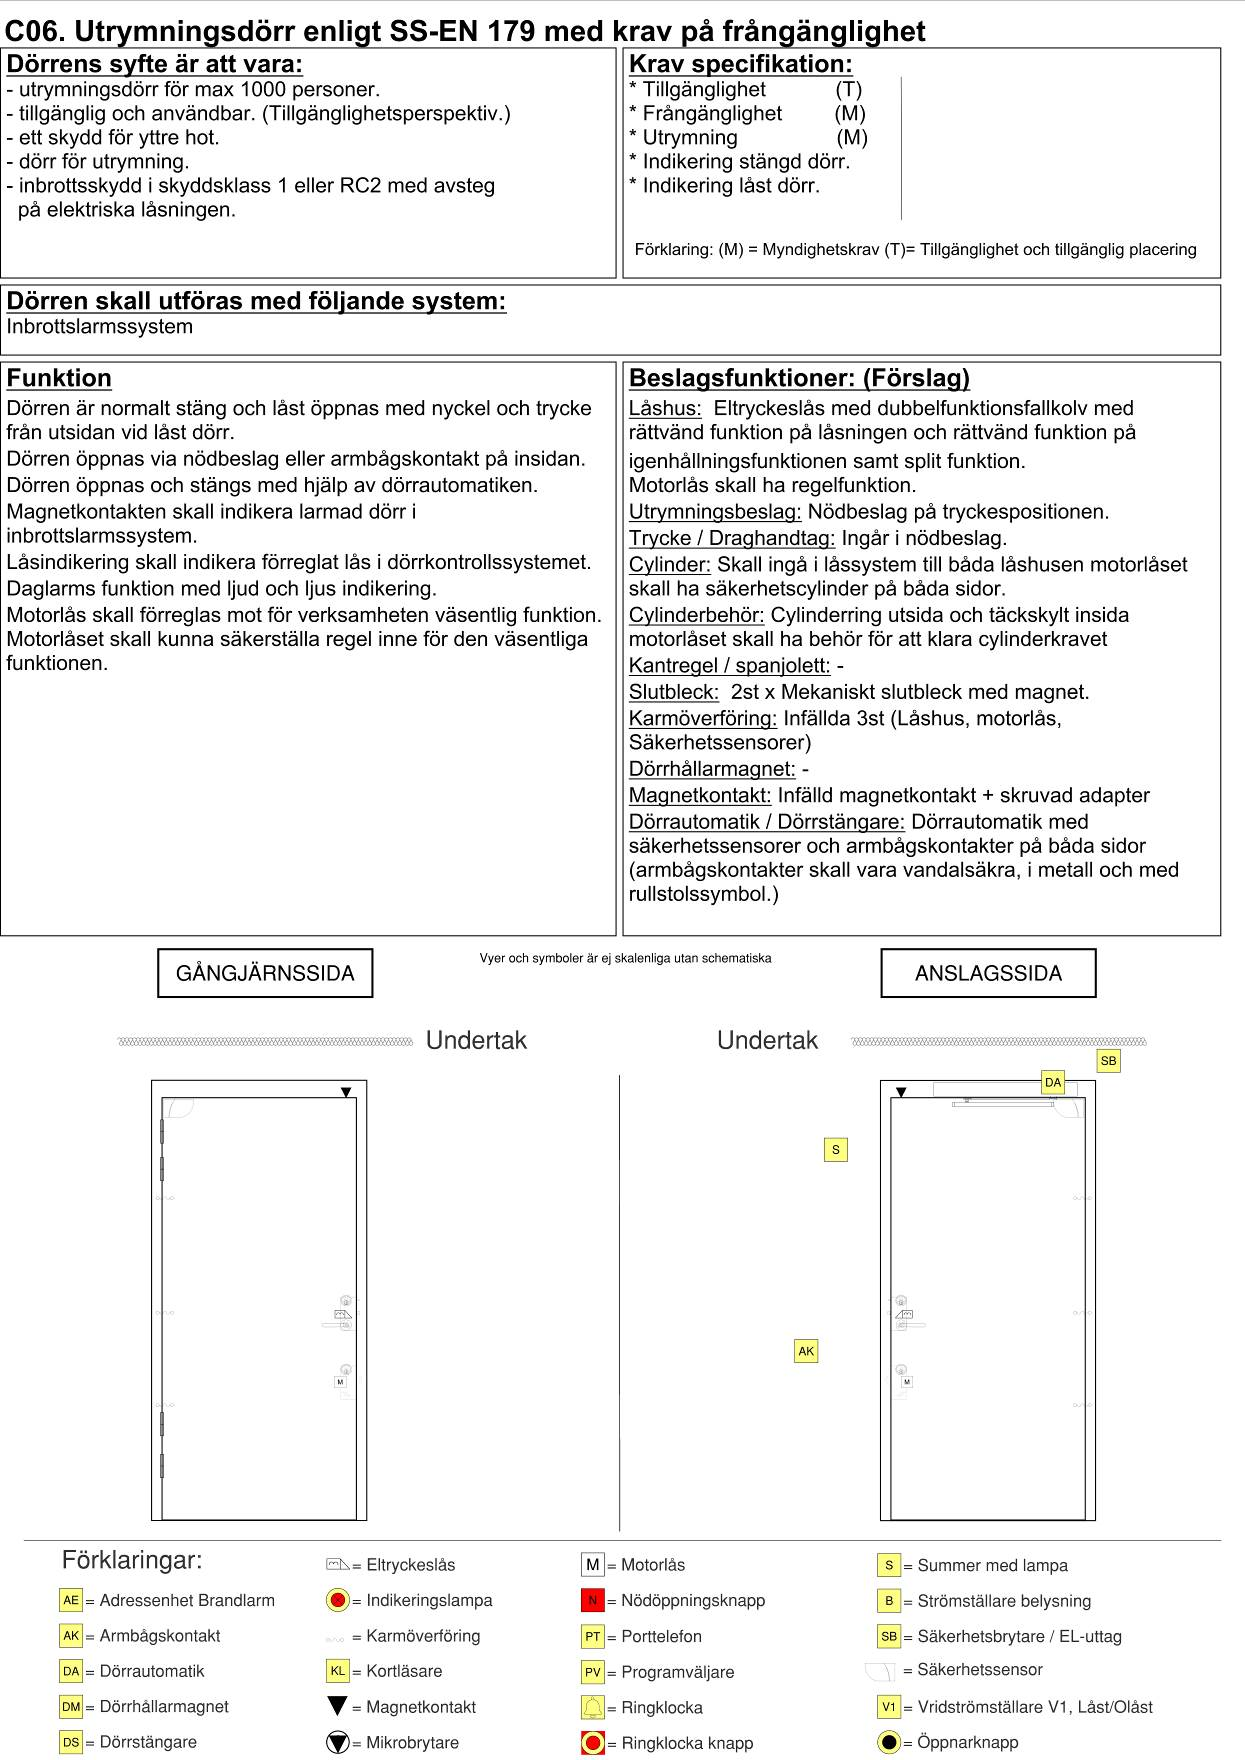 C06. Utrymningsdörr enligt SS-EN 179 med krav på frångänglighet
Dörrens syfte är att vara:
- utrymningsdörr för max 1000 personer.
- tillgänglig och användbar. (Tillgänglighetsperspektiv.)
- ett skydd för yttre hot.
- dörr för utrymning.
- inbrottsskydd i skyddsklass 1 eller RC2 med avsteg
på elektriska låsningen.
Krav specifikation:
* Tillgänglighet (T)
* Frångänglighet (M)
* Utrymning (M)
* Indikering stängd dörr.
* Indikering låst dörr.
Förklaring: (M) = Myndighetskrav (T)= Tillgänglighet och tillgänglig placering
Dörren skall utföras med följande system:
Inbrottslarmssystem
Funktion
Dörren är normalt stäng och låst öppnas med nyckel och trycke
från utsidan vid låst dörr.
Dörren öppnas via nödbeslag eller armbågskontakt på insidan.
Dörren öppnas och stängs med hjälp av dörrautomatiken.
Magnetkontakten skall indikera larmad dörr i
inbrottslarmssystem.
Låsindikering skall indikera förreglat lås i dörrkontrollssystemet.
Daglarms funktion med ljud och ljus indikering.
Motorlås skall förreglas mot för verksamheten väsentlig funktion.
Motorlåset skall kunna säkerställa regel inne för den väsentliga
funktionen.
Beslagsfunktioner: (Förslag)
Låshus: Eltryckeslås med dubbelfunktionsfallkolv med
rättvänd funktion på låsningen och rättvänd funktion på
igenhållningsfunktionen samt split funktion.
Motorlås skall ha regelfunktion.
Utrymningsbeslag: Nödbeslag på tryckespositionen.
Trycke / Draghandtag: Ingår i nödbeslag.
Cylinder: Skall ingå i låssystem till båda låshusen motorlåset
skall ha säkerhetscylinder på båda sidor.
Cylinderbehör: Cylinderring utsida och täckskylt insida
motorlåset skall ha behör för att klara cylinderkravet
Kantregel / spanjolett: -
Slutbleck: 2st x Mekaniskt slutbleck med magnet.
Karmöverföring: Infällda 3st (Låshus, motorlås,
Säkerhetssensorer)
Dörrhållarmagnet: -
Magnetkontakt: Infälld magnetkontakt + skruvad adapter
Dörrautomatik / Dörrstängare: Dörrautomatik med
säkerhetssensorer och armbågskontakter på båda sidor
(armbågskontakter skall vara vandalsäkra, i metall och med
rullstolssymbol.)
GÅNGJÄRNSSIDA
Vyer och symboler är ej skalenliga utan schematiska
ANSLAGSSIDA
Undertak
Undertak
SB
DA
S
AK
M
M
Förklaringar:
AE = Adressenhet Brandlarm
AK = Armbågskontakt
DA = Dörrautomatik
DM = Dörrhållarmagnet
DS = Dörrstängare
= Eltryckeslås
= Indikeringslampa
= Karmöverföring
KL = Kortläsare
= Magnetkontakt
= Mikrobrytare
M = Motorlås
N = Nödöppningsknapp
PT = Porttelefon
PV = Programväljare
= Ringklocka
= Ringklocka knapp
S = Summer med lampa
B = Strömställare belysning
SB = Säkerhetsbrytare / EL-uttag
= Säkerhetssensor
V1 = Vridströmställare V1, Låst/Olåst
= Öppnarknapp